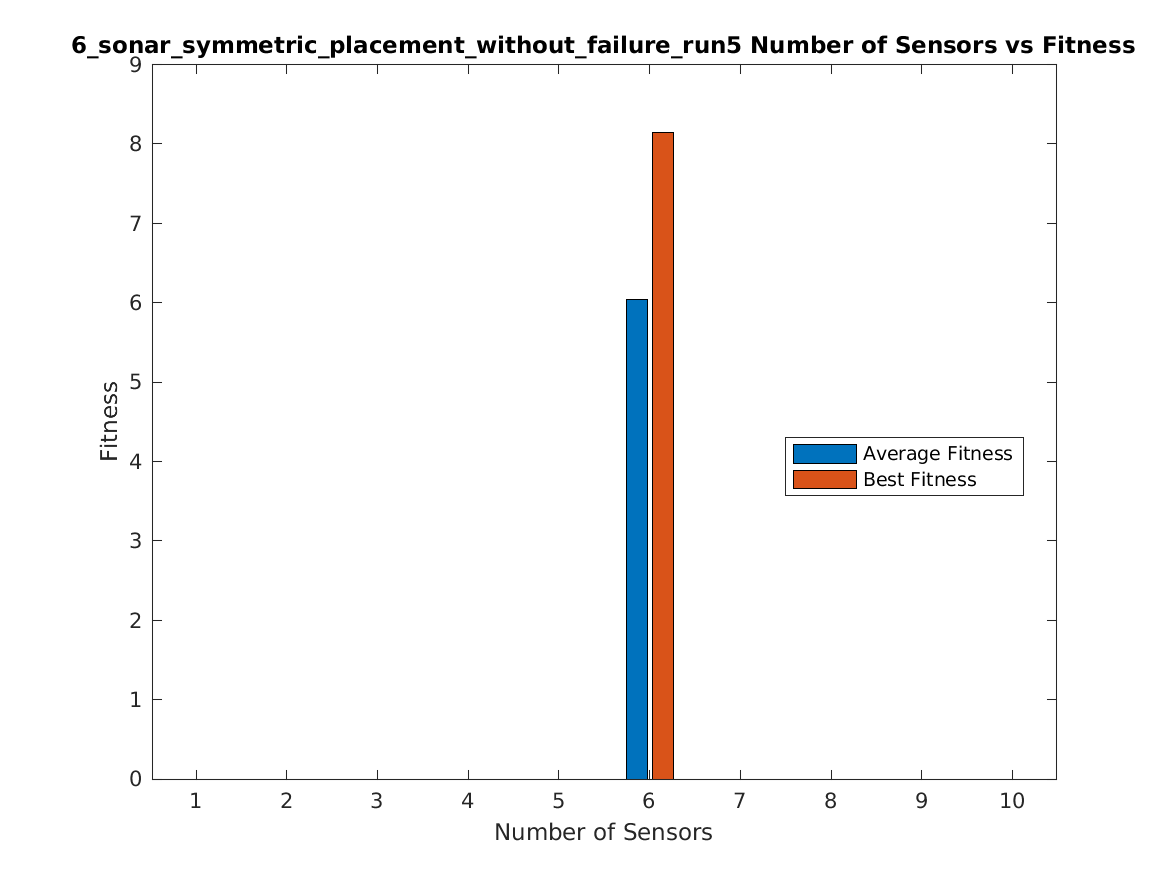 6_sonar_symmetric_placement_without_failure_run5 Number of Sensors vs Fitness
9
8
7
6
5
4
3
2
1
0
Fitness
Average Fitness
Best Fitness
1 2 3 4 5 6 7 8 9 10
Number of Sensors